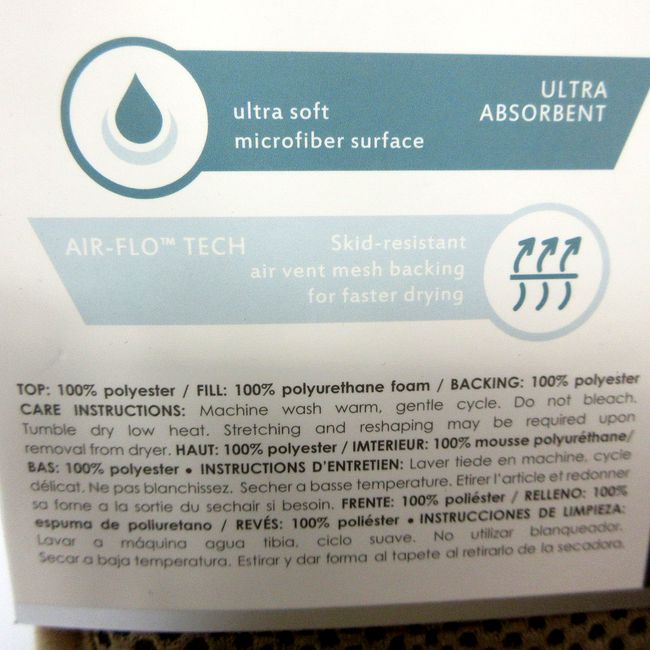 ultra soft
microfiber surface
ULTRA
ABSORBENT
AIR-FLO™ TECH
Skid-resistant
air vent mesh backing
for faster drying
TOP: 100% polyester / FILL: 100% polyurethane foam / BACKING: 100% polyester
CARE INSTRUCTIONS: Machine wash warm, gentle cycle. Do not bleach.
Tumble dry low heat. Stretching and reshaping may be required upon
removal from dryer. HAUT: 100% polyester / IMTERIEUR: 100% mousse polyuréthane/
BAS: 100% polyester • INSTRUCTIONS D'ENTRETIEN: Laver tiede en machine, cycle
délicat. Ne pas blanchissez. Secher a basse temperature. Etirer l'article et redonner
sa forne a la sortie du sechair si besoin. FRENTE: 100% poliéster / RELLENO: 100%
espuma de poliuretano / REVÉS: 100% poliéster • INSTRUCCIONES DE LIMPIEZA:
Lavar a máquina agua tibia, ciclo suave. No utilizar blanqueador.
Secar a baja temperatura. Estirar y dar forma al tapete al retirarlo de la secadora.